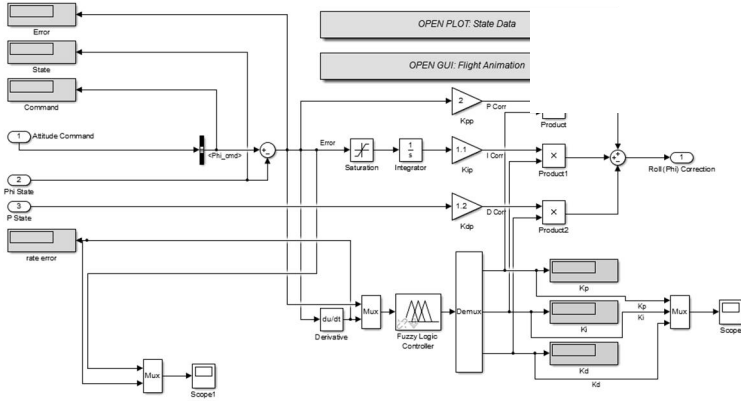 Error
OPEN PLOT: State Data
State
OPEN GUI: Flight Animation
Command
2
P Corr
Kpp
Product
1
Attitude Command
<Phi_cmd>
+
-
Error
Saturation
1
s
Integrator
1.1
I Corr
Kip
×
Product1
+
+
1
Roll (Phi) Correction
2
Phi State
3
P State
1.2
D Corr
Kdp
×
Product2
rate error
Kp
Kp
du/dt
Derivative
Mux
Fuzzy Logic
Controller
Demux
Ki
Ki
Mux
Scope
Kd
Kd
Mux
Scope1